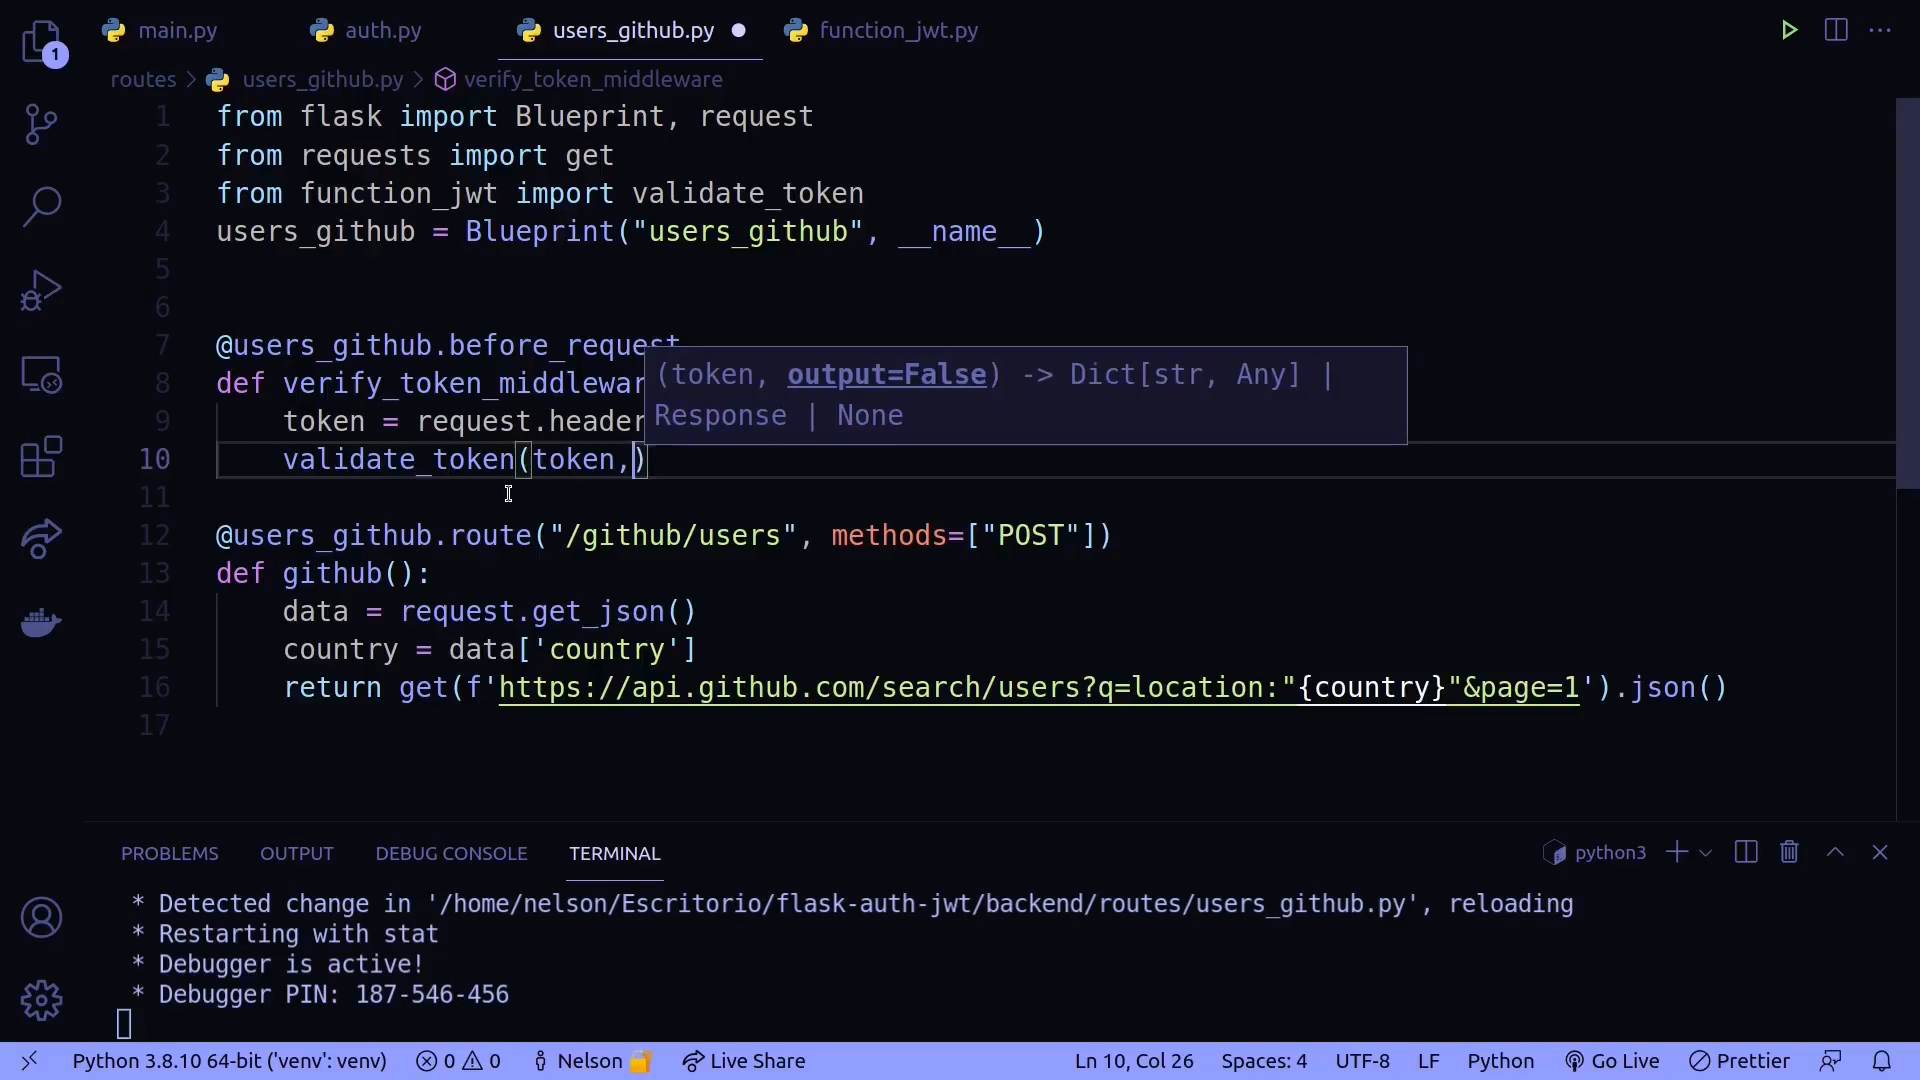 main.py
auth.py
users_github.py
function_jwt.py
1
routes > users_github.py > verify_token_middleware
1 from flask import Blueprint, request
2 from requests import get
3 from function_jwt import validate_token
4 users_github = Blueprint("users_github", __name__)
5
6
7 @users_github.before_request
8 def verify_token_middlewar
9 token = request.header
(token, output=False) -> Dict[str, Any] |
Response | None
10 validate_token(token,)
11
12 @users_github.route("/github/users", methods=["POST"])
13 def github():
14 data = request.get_json()
15 country = data['country']
16 return get(f'https://api.github.com/search/users?q=location:"{country}"&page=1').json()
17
PROBLEMS OUTPUT DEBUG CONSOLE TERMINAL
python3
* Detected change in '/home/nelson/Escritorio/flask-auth-jwt/backend/routes/users_github.py', reloading
* Restarting with stat
* Debugger is active!
* Debugger PIN: 187-546-456
Python 3.8.10 64-bit ('venv': venv) 0 0 Nelson Live Share Ln 10, Col 26 Spaces: 4 UTF-8 LF Python Go Live Prettier